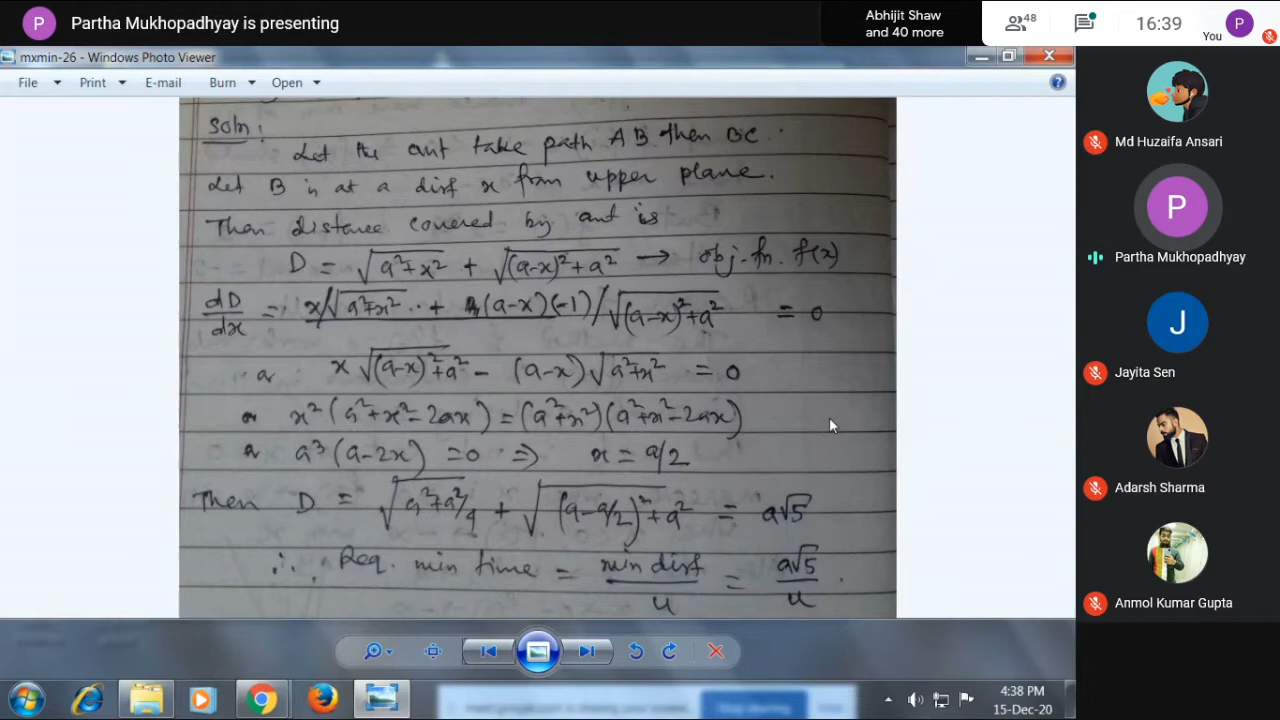 P Partha Mukhopadhyay is presenting
Abhijit Shaw
and 40 more
48
16:39
You
P
mxmin-26 - Windows Photo Viewer
File Print E-mail Burn Open
Soln:
Let the ant take path AB then BC.
Let B is at a dist x from upper plane.
Then distance covered by ant is
D = √(a²+x²) + √((a-x)²+a²) → obj. fn. f(x)
dD/dx = x/√(a²+x²) + (a-x)(-1)/√((a-x)²+a²) = 0
a x√((a-x)²+a²) - (a-x)√(a²+x²) = 0
a x²(a²+x²-2ax) = (a²+x²)(a²+x²-2ax)
a a³(a-2x) = 0 ⇒ x = a/2
Then D = √(a²+a²/4) + √((a-a/2)²+a²) = a√5
∴ Req. min time = min dist/u = a√5/u.
Md Huzaifa Ansari
P
Partha Mukhopadhyay
J
Jayita Sen
Adarsh Sharma
Anmol Kumar Gupta
4:38 PM
15-Dec-20